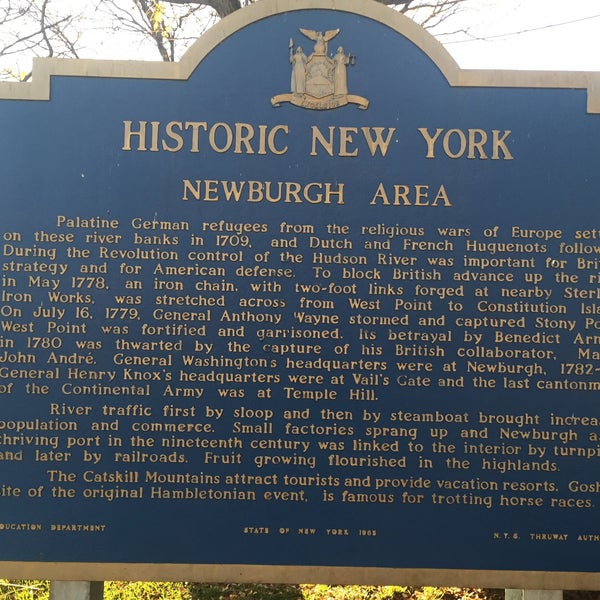 Excelsior
HISTORIC NEW YORK
NEWBURGH AREA
Palatine German refugees from the religious wars of Europe sett
on these river banks in 1709, and Dutch and French Huguenots follow
During the Revolution control of the Hudson River was important for Brit
strategy and for American defense. To block British advance up the ri
in May 1778, an iron chain, with two-foot links forged at nearby Sterl
Iron Works, was stretched across from West Point to Constitution Isla
On July 16, 1779, General Anthony Wayne stormed and captured Stony Po
West Point was fortified and garrisoned. Its betrayal by Benedict Arn
in 1780 was thwarted by the capture of his British collaborator, Ma
John André. General Washington's headquarters were at Newburgh, 1782-
General Henry Knox's headquarters were at Vail's Gate and the last cantonm
of the Continental Army was at Temple Hill.
River traffic first by sloop and then by steamboat brought increa
population and commerce. Small factories sprang up and Newburgh a
thriving port in the nineteenth century was linked to the interior by turnpi
and later by railroads. Fruit growing flourished in the highlands.
The Catskill Mountains attract tourists and provide vacation resorts. Gosh
site of the original Hambletonian event, is famous for trotting horse races.
EDUCATION DEPARTMENT STATE OF NEW YORK 1965 N.Y.S. THRUWAY AUTH